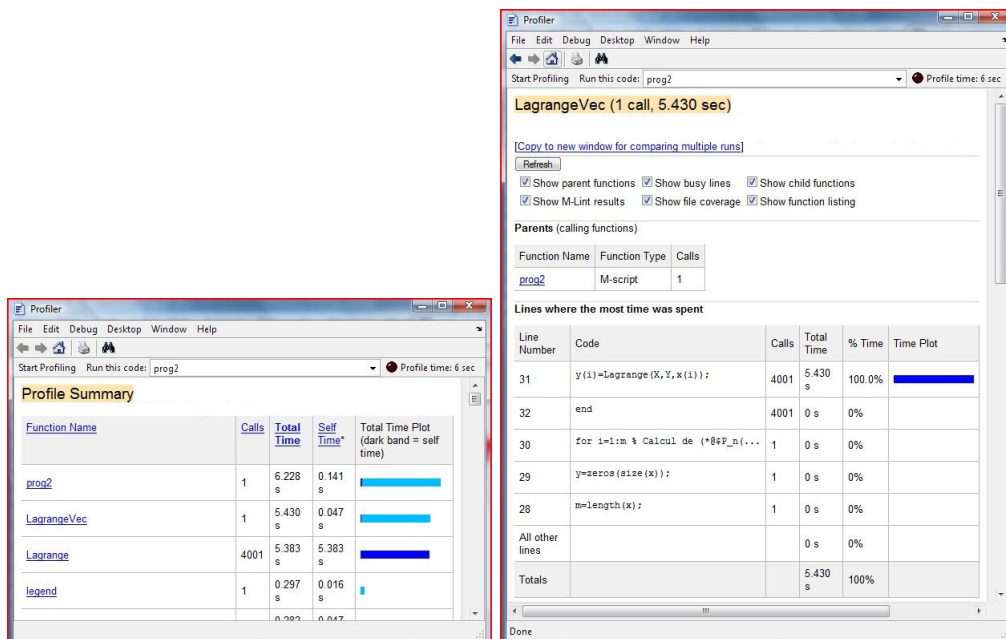 Profiler
File Edit Debug Desktop Window Help
Start Profiling Run this code: prog2 Profile time: 6 sec
Profile Summary
Function Name Calls Total Time Self Time* Total Time Plot (dark band = self time)
prog2 1 6.228 s 0.141 s
LagrangeVec 1 5.430 s 0.047 s
Lagrange 4001 5.383 s 5.383 s
legend 1 0.297 s 0.016 s
Profiler
File Edit Debug Desktop Window Help
Start Profiling Run this code: prog2 Profile time: 6 sec
LagrangeVec (1 call, 5.430 sec)
[Copy to new window for comparing multiple runs]
Refresh
Show parent functions Show busy lines Show child functions
Show M-Lint results Show file coverage Show function listing
Parents (calling functions)
Function Name Function Type Calls
prog2 M-script 1
Lines where the most time was spent
Line Number Code Calls Total Time % Time Time Plot
31 y(i)=Lagrange(X,Y,x(i)); 4001 5.430 s 100.0%
32 end 4001 0 s 0%
30 for i=1:m % Calcul de (*@$P_n(... 1 0 s 0%
29 y=zeros(size(x)); 1 0 s 0%
28 m=length(x); 1 0 s 0%
All other lines 0 s 0%
Totals 5.430 s 100%
Done